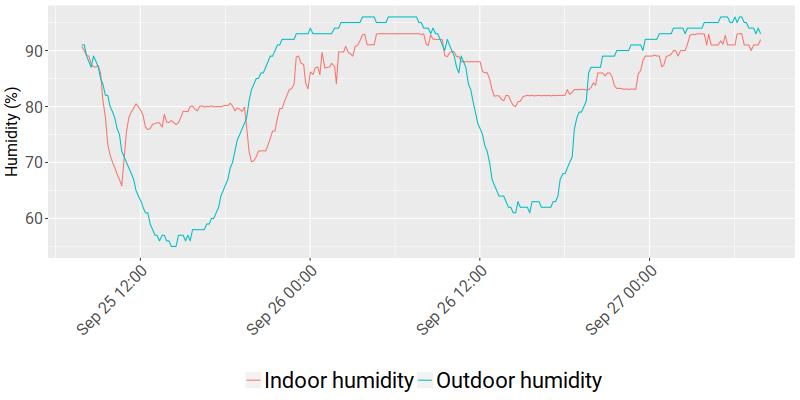 Humidity (%)
90
80
70
60
Sep 25 12:00
Sep 26 00:00
Sep 26 12:00
Sep 27 00:00
Indoor humidity
Outdoor humidity